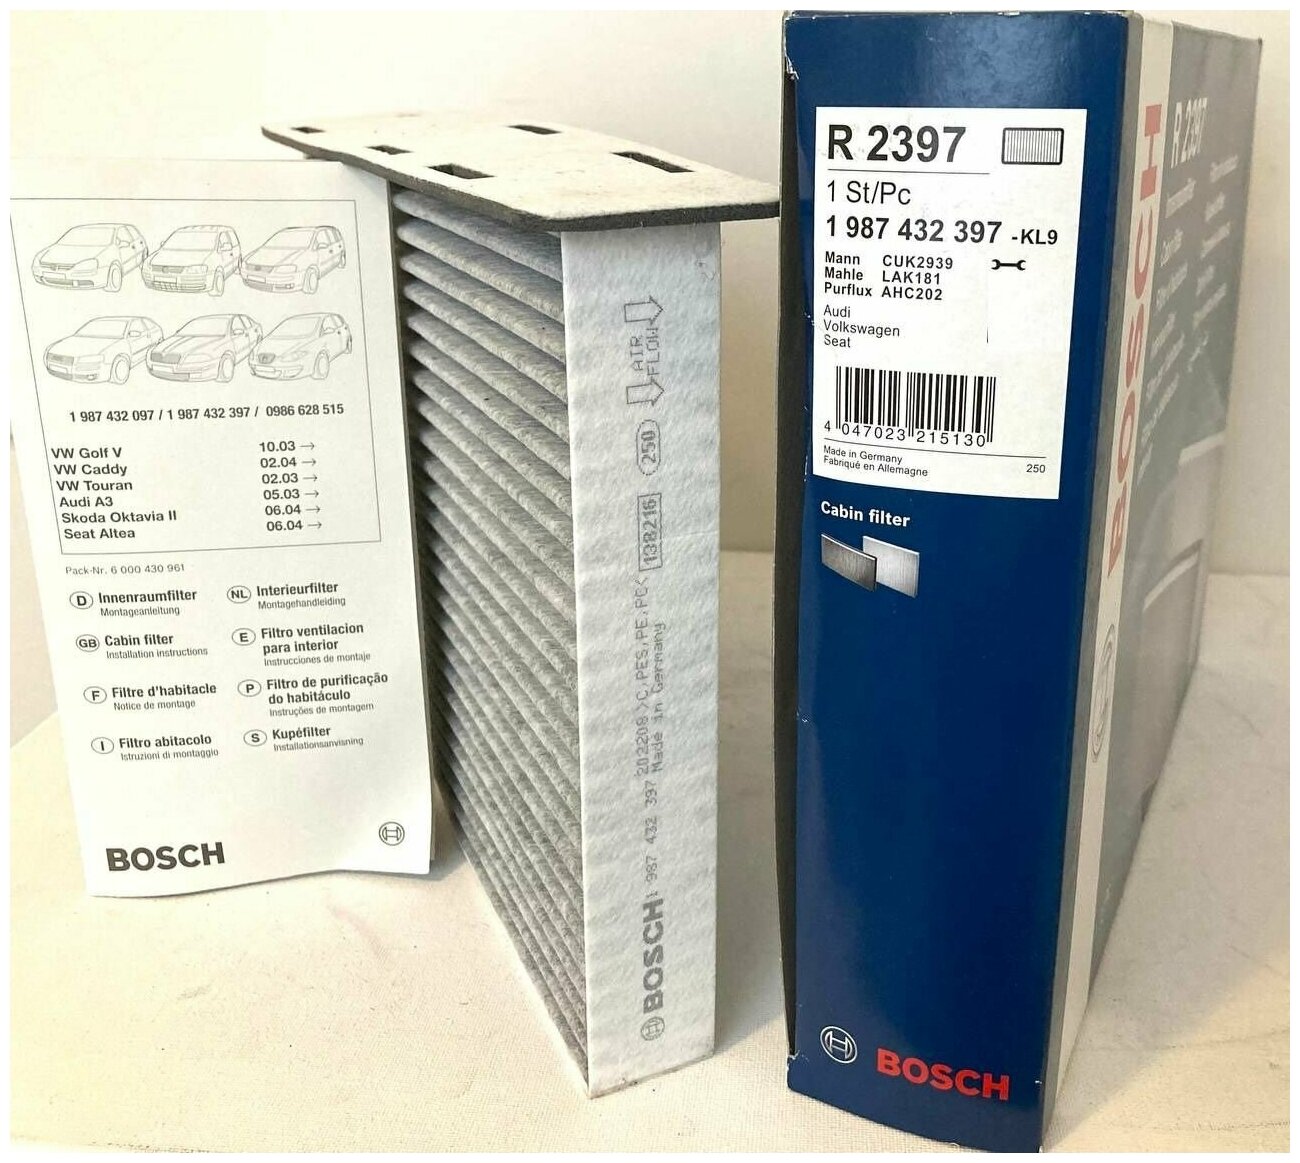 1 987 432 097 / 1 987 432 397 / 0986 628 515
VW Golf V 10.03 →
VW Caddy 02.04 →
VW Touran 02.03 →
Audi A3 05.03 →
Skoda Oktavia II 06.04 →
Seat Altea 06.04 →
Pack-Nr. 6 000 430 961
D Innenraumfilter
Montageanleitung
GB Cabin filter
Installation instructions
F Filtre d'habitacle
Notice de montage
I Filtro abitacolo
Istruzioni di montaggio
NL Interieurfilter
Montagehandleiding
E Filtro ventilacion
para interior
Instrucciones de montaje
P Filtro de purificação
do habitáculo
Instruções de montagem
S Kupéfilter
Installationsanvisning
BOSCH
AIR
FLOW
BOSCH 1 987 432 397 202208 >C,PES,PE,PC< 138216 250
Made in Germany
R 2397
1 St/Pc
1 987 432 397 -KL9
Mann CUK2939
Mahle LAK181
Purflux AHC202
Audi
Volkswagen
Seat
4 047023 215130
Made in Germany
Fabriqué en Allemagne
250
Cabin filter
BOSCH
BOSCH
R 2397